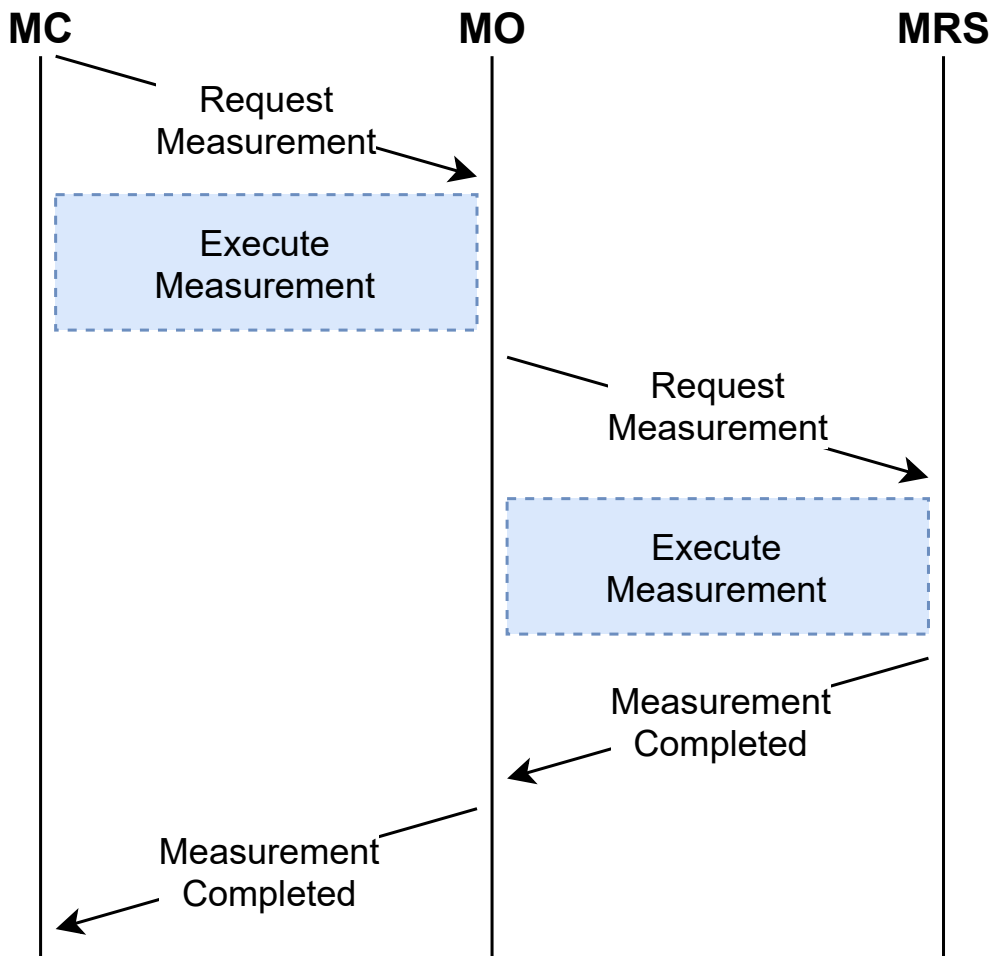 MC
MO
MRS
Request
Measurement
Execute
Measurement
Request
Measurement
Execute
Measurement
Measurement
Completed
Measurement
Completed